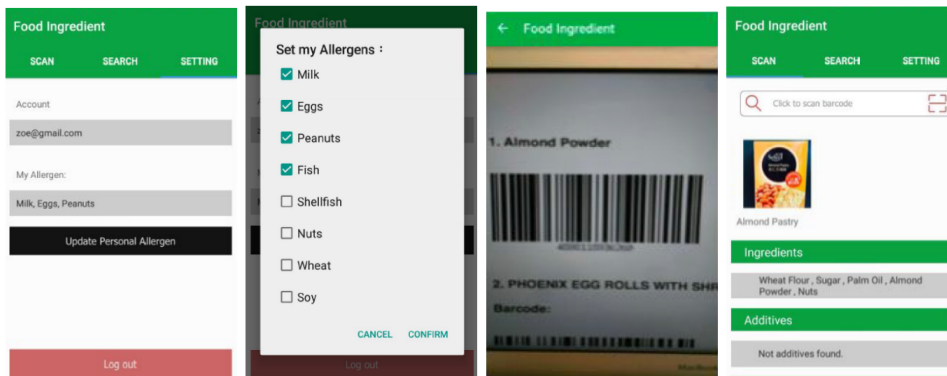 Food Ingredient
SCAN SEARCH SETTING
Account
zoe@gmail.com
My Allergen:
Milk, Eggs, Peanuts
Update Personal Allergen
Log out
Food Ingredient
Set my Allergens :
Milk
Eggs
Peanuts
Fish
Shellfish
Nuts
Wheat
Soy
CANCEL CONFIRM
Log out
← Food Ingredient
1. Almond Powder
2. PHOENIX EGG ROLLS WITH SHR
Barcode:
Food Ingredient
SCAN SEARCH SETTING
Click to scan barcode
Almond Pastry
Ingredients
Wheat Flour , Sugar , Palm Oil , Almond
Powder , Nuts
Additives
Not additives found.